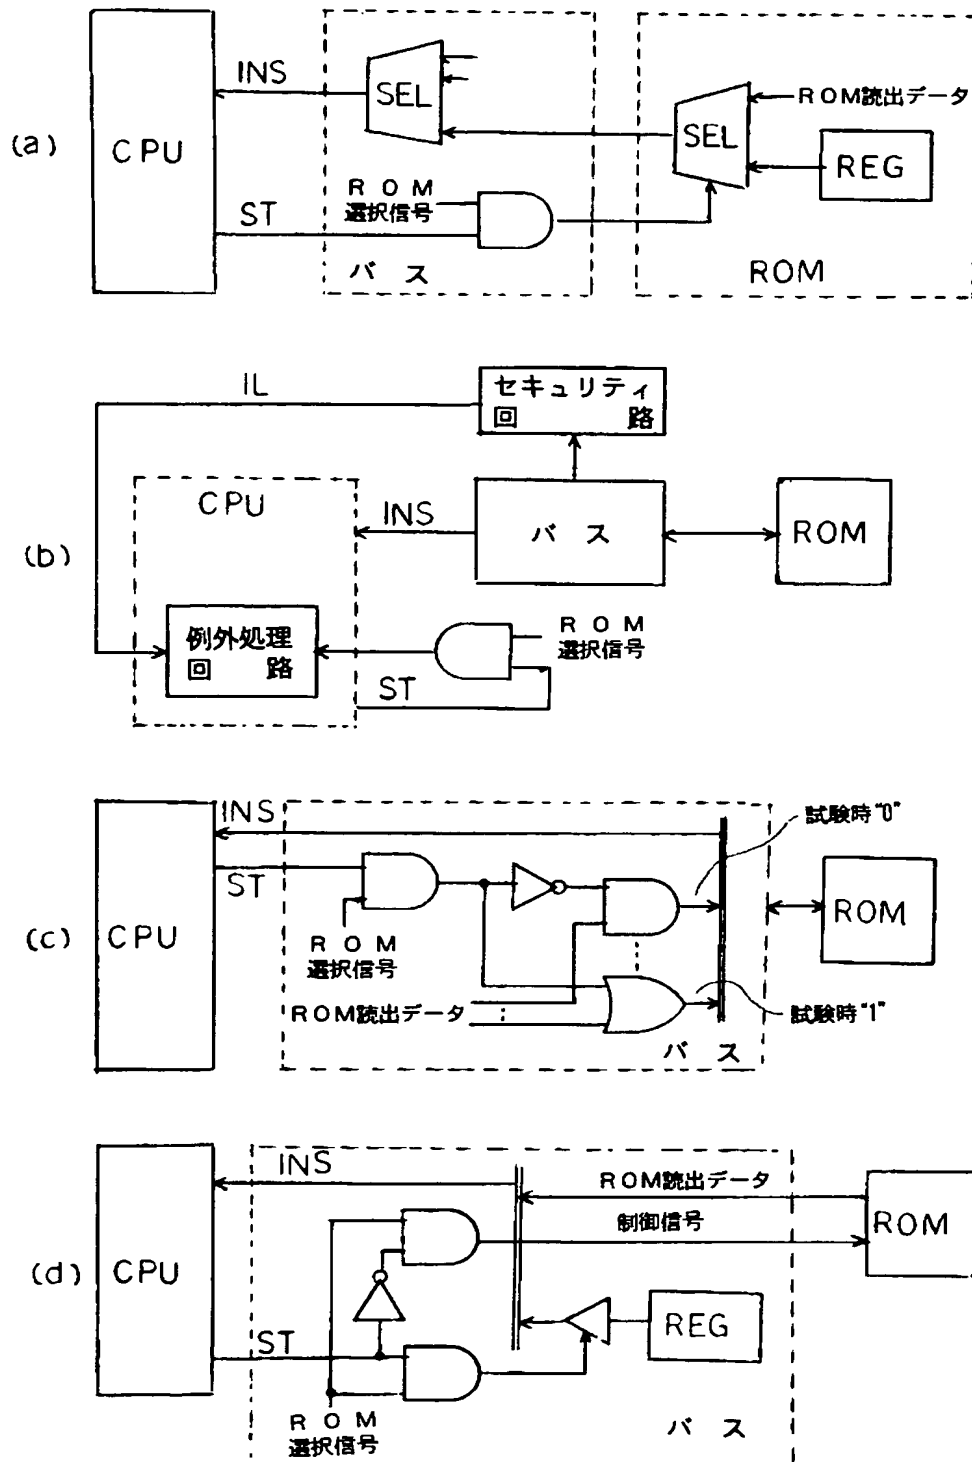 (a)
CPU
INS
SEL
SEL
ROM読出データ
REG
ROM
選択信号
ST
バス
ROM
(b)
IL
セキュリティ
回路
CPU
INS
バス
ROM
例外処理
回路
ROM
選択信号
ST
(c)
CPU
INS
ST
ROM
選択信号
ROM読出データ
試験時"0"
ROM
試験時"1"
バス
(d)
CPU
INS
ROM読出データ
制御信号
ROM
REG
ST
ROM
選択信号
バス